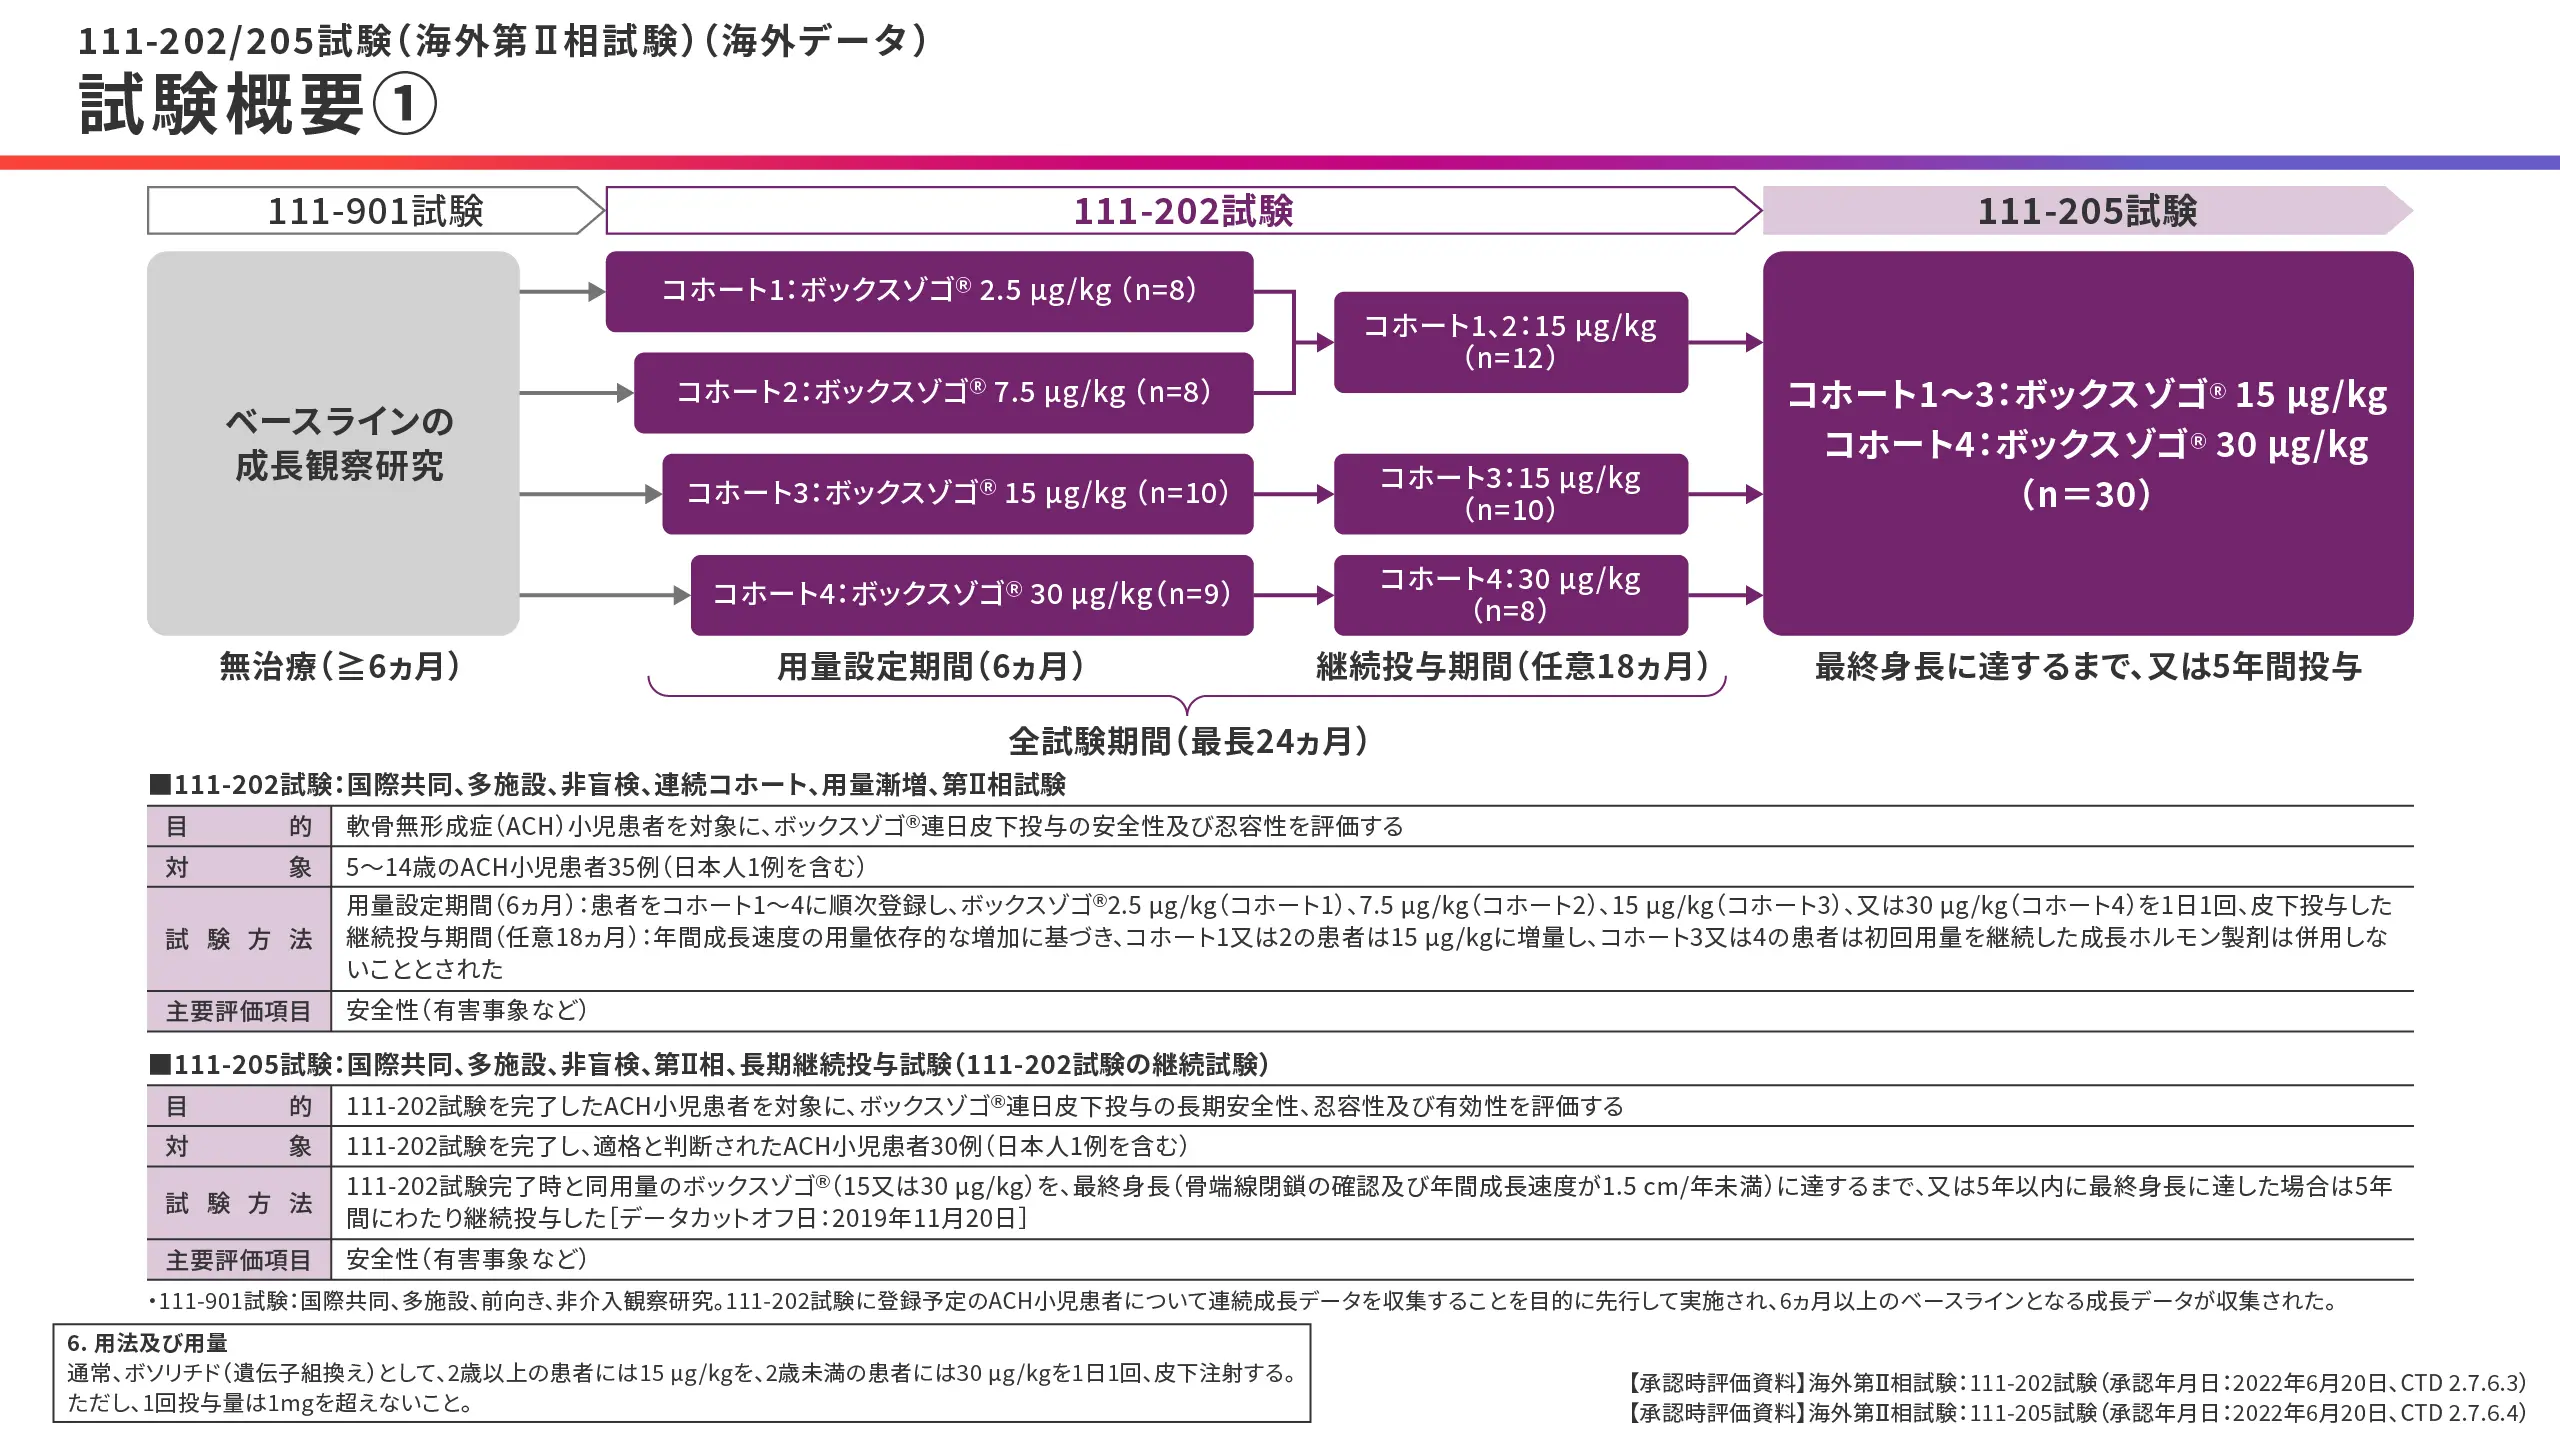 111-202/205試験（海外第Ⅱ相試験）（海外データ）
試験概要①
111-901試験
111-202試験
111-205試験
ベースラインの
成長観察研究
コホート1：ボックスゾゴ® 2.5 μg/kg（n=8）
コホート2：ボックスゾゴ® 7.5 μg/kg（n=8）
コホート3：ボックスゾゴ® 15 μg/kg（n=10）
コホート4：ボックスゾゴ® 30 μg/kg（n=9）
コホート1、2：15 μg/kg
（n=12）
コホート3：15 μg/kg
（n=10）
コホート4：30 μg/kg
（n=8）
コホート1～3：ボックスゾゴ® 15 μg/kg
コホート4：ボックスゾゴ® 30 μg/kg
（n＝30）
無治療（≧6ヵ月）
用量設定期間（6ヵ月）
継続投与期間（任意18ヵ月）
最終身長に達するまで、又は5年間投与
全試験期間（最長24ヵ月）
■111-202試験：国際共同、多施設、非盲検、連続コホート、用量漸増、第Ⅱ相試験
目的 軟骨無形成症（ACH）小児患者を対象に、ボックスゾゴ®連日皮下投与の安全性及び忍容性を評価する
対象 5～14歳のACH小児患者35例（日本人1例を含む）
試験方法 用量設定期間（6ヵ月）：患者をコホート1～4に順次登録し、ボックスゾゴ®2.5 μg/kg（コホート1）、7.5 μg/kg（コホート2）、15 μg/kg（コホート3）、又は30 μg/kg（コホート4）を1日1回、皮下投与した
継続投与期間（任意18ヵ月）：年間成長速度の用量依存的な増加に基づき、コホート1又は2の患者は15 μg/kgに増量し、コホート3又は4の患者は初回用量を継続した成長ホルモン製剤は併用しな
いこととされた
主要評価項目 安全性（有害事象など）
■111-205試験：国際共同、多施設、非盲検、第Ⅱ相、長期継続投与試験（111-202試験の継続試験）
目的 111-202試験を完了したACH小児患者を対象に、ボックスゾゴ®連日皮下投与の長期安全性、忍容性及び有効性を評価する
対象 111-202試験を完了し、適格と判断されたACH小児患者30例（日本人1例を含む）
試験方法 111-202試験完了時と同用量のボックスゾゴ®（15又は30 μg/kg）を、最終身長（骨端線閉鎖の確認及び年間成長速度が1.5 cm/年未満）に達するまで、又は5年以内に最終身長に達した場合は5年
間にわたり継続投与した［データカットオフ日：2019年11月20日］
主要評価項目 安全性（有害事象など）
・111-901試験：国際共同、多施設、前向き、非介入観察研究。111-202試験に登録予定のACH小児患者について連続成長データを収集することを目的に先行して実施され、6ヵ月以上のベースラインとなる成長データが収集された。
6. 用法及び用量
通常、ボソリチド（遺伝子組換え）として、2歳以上の患者には15 μg/kgを、2歳未満の患者には30 μg/kgを1日1回、皮下注射する。
ただし、1回投与量は1mgを超えないこと。
【承認時評価資料】海外第Ⅱ相試験：111-202試験（承認年月日：2022年6月20日、CTD 2.7.6.3）
【承認時評価資料】海外第Ⅱ相試験：111-205試験（承認年月日：2022年6月20日、CTD 2.7.6.4）